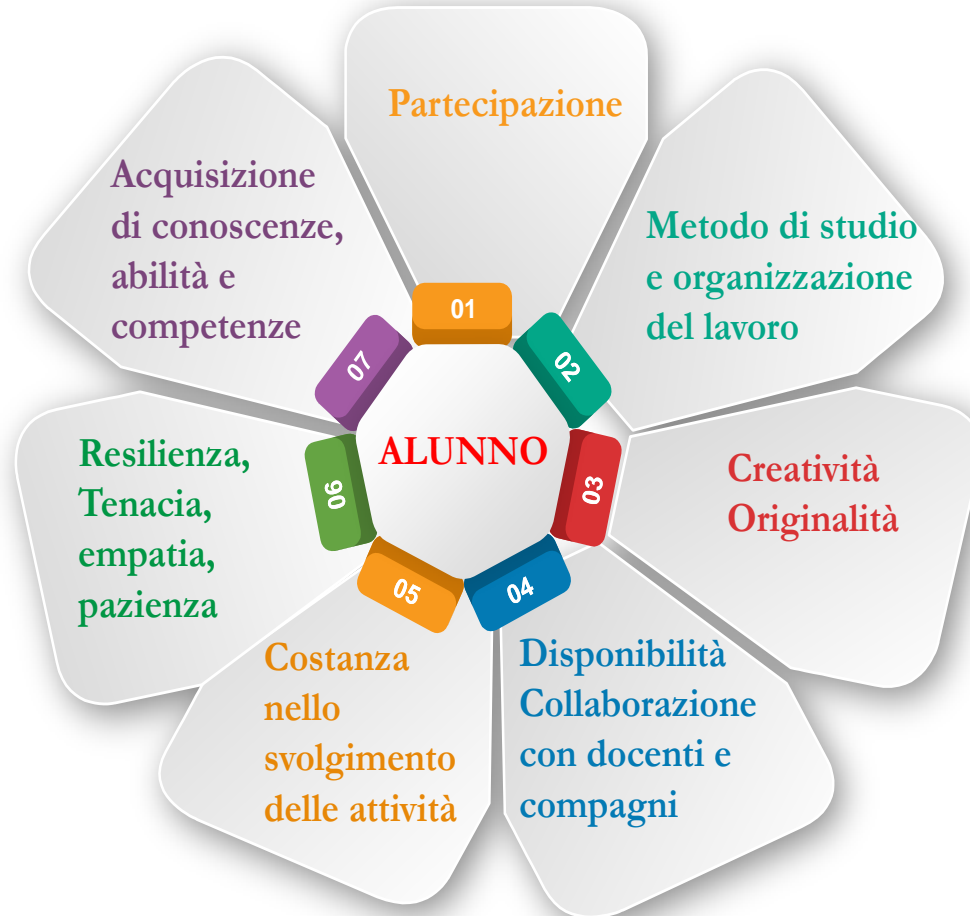 01
Partecipazione
02
Metodo di studio
e organizzazione
del lavoro
03
Creatività
Originalità
04
Disponibilità
Collaborazione
con docenti e
compagni
05
Costanza
nello
svolgimento
delle attività
06
Resilienza,
Tenacia,
empatia,
pazienza
07
Acquisizione
di conoscenze,
abilità e
competenze
ALUNNO